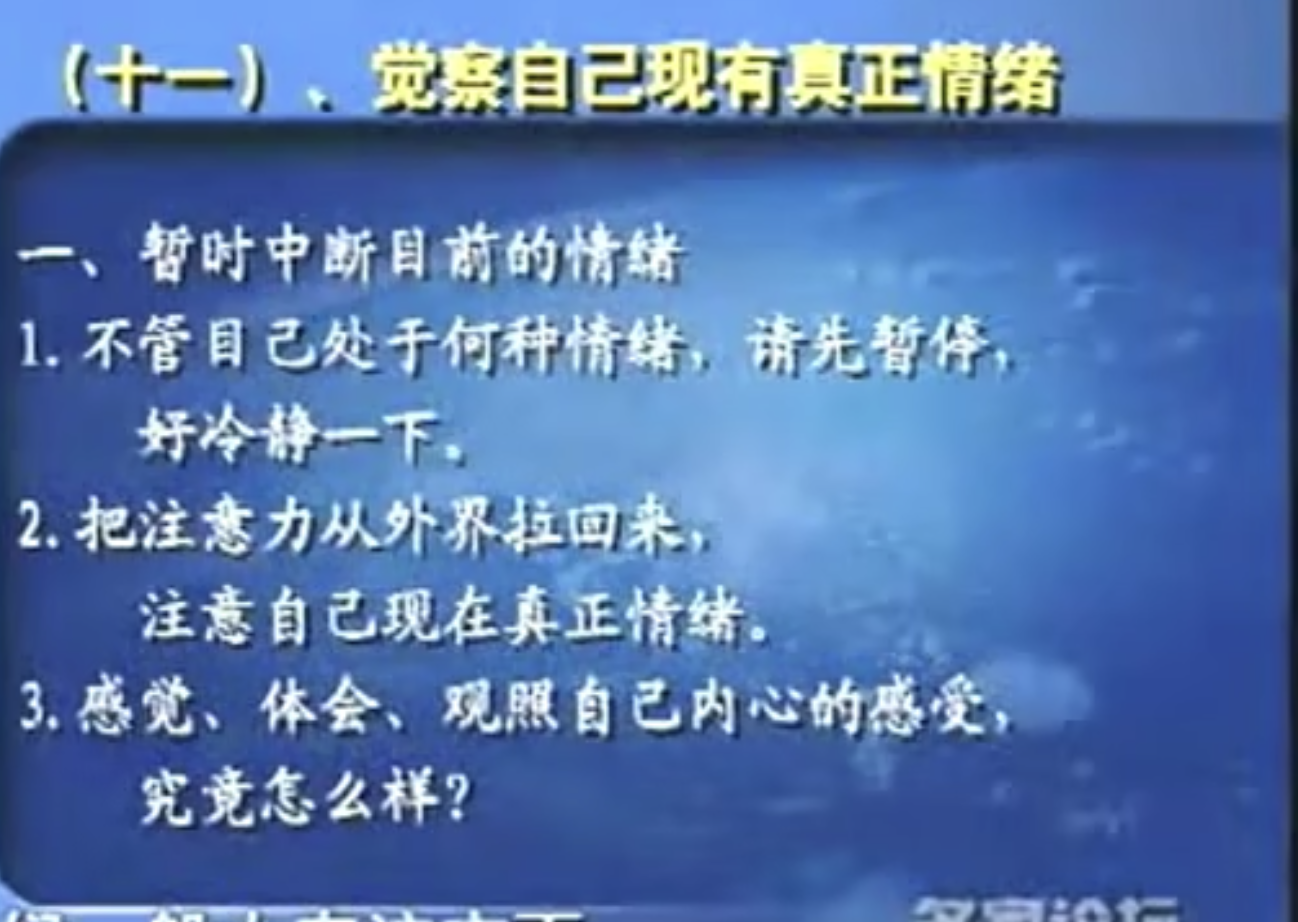 （十一）、觉察自己现有真正情绪
一、暂时中断目前的情绪
1. 不管自己处于何种情绪，请先暂停，
好冷静一下。
2. 把注意力从外界拉回来，
注意自己现在真正情绪。
3. 感觉、体会、观照自己内心的感受，
究竟怎么样？
名家论坛